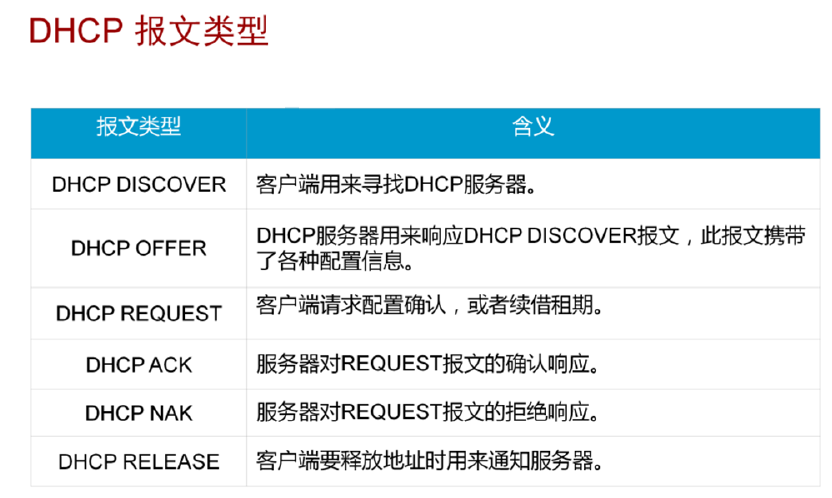 DHCP 报文类型
报文类型
含义
DHCP DISCOVER
客户端用来寻找DHCP服务器。
DHCP OFFER
DHCP服务器用来响应DHCP DISCOVER报文，此报文携带
了各种配置信息。
DHCP REQUEST
客户端请求配置确认，或者续借租期。
DHCP ACK
服务器对REQUEST报文的确认响应。
DHCP NAK
服务器对REQUEST报文的拒绝响应。
DHCP RELEASE
客户端要释放地址时用来通知服务器。